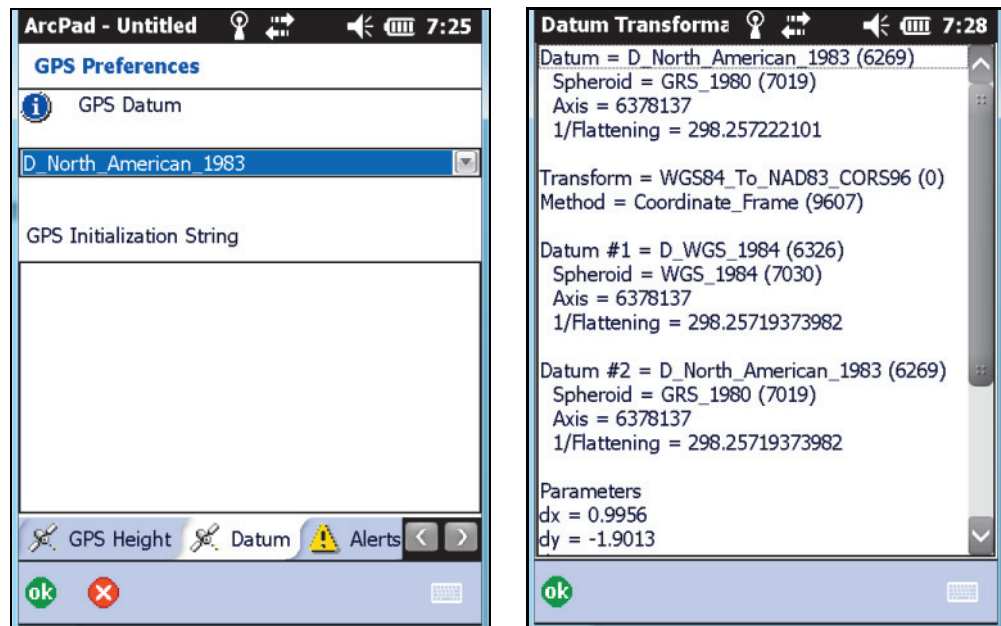 ArcPad - Untitled 7:25
GPS Preferences
GPS Datum
D_North_American_1983
GPS Initialization String
GPS Height Datum Alerts
ok
Datum Transforma 7:28
Datum = D_North_American_1983 (6269)
Spheroid = GRS_1980 (7019)
Axis = 6378137
1/Flattening = 298.257222101
Transform = WGS84_To_NAD83_CORS96 (0)
Method = Coordinate_Frame (9607)
Datum #1 = D_WGS_1984 (6326)
Spheroid = WGS_1984 (7030)
Axis = 6378137
1/Flattening = 298.25719373982
Datum #2 = D_North_American_1983 (6269)
Spheroid = GRS_1980 (7019)
Axis = 6378137
1/Flattening = 298.25719373982
Parameters
dx = 0.9956
dy = -1.9013
ok